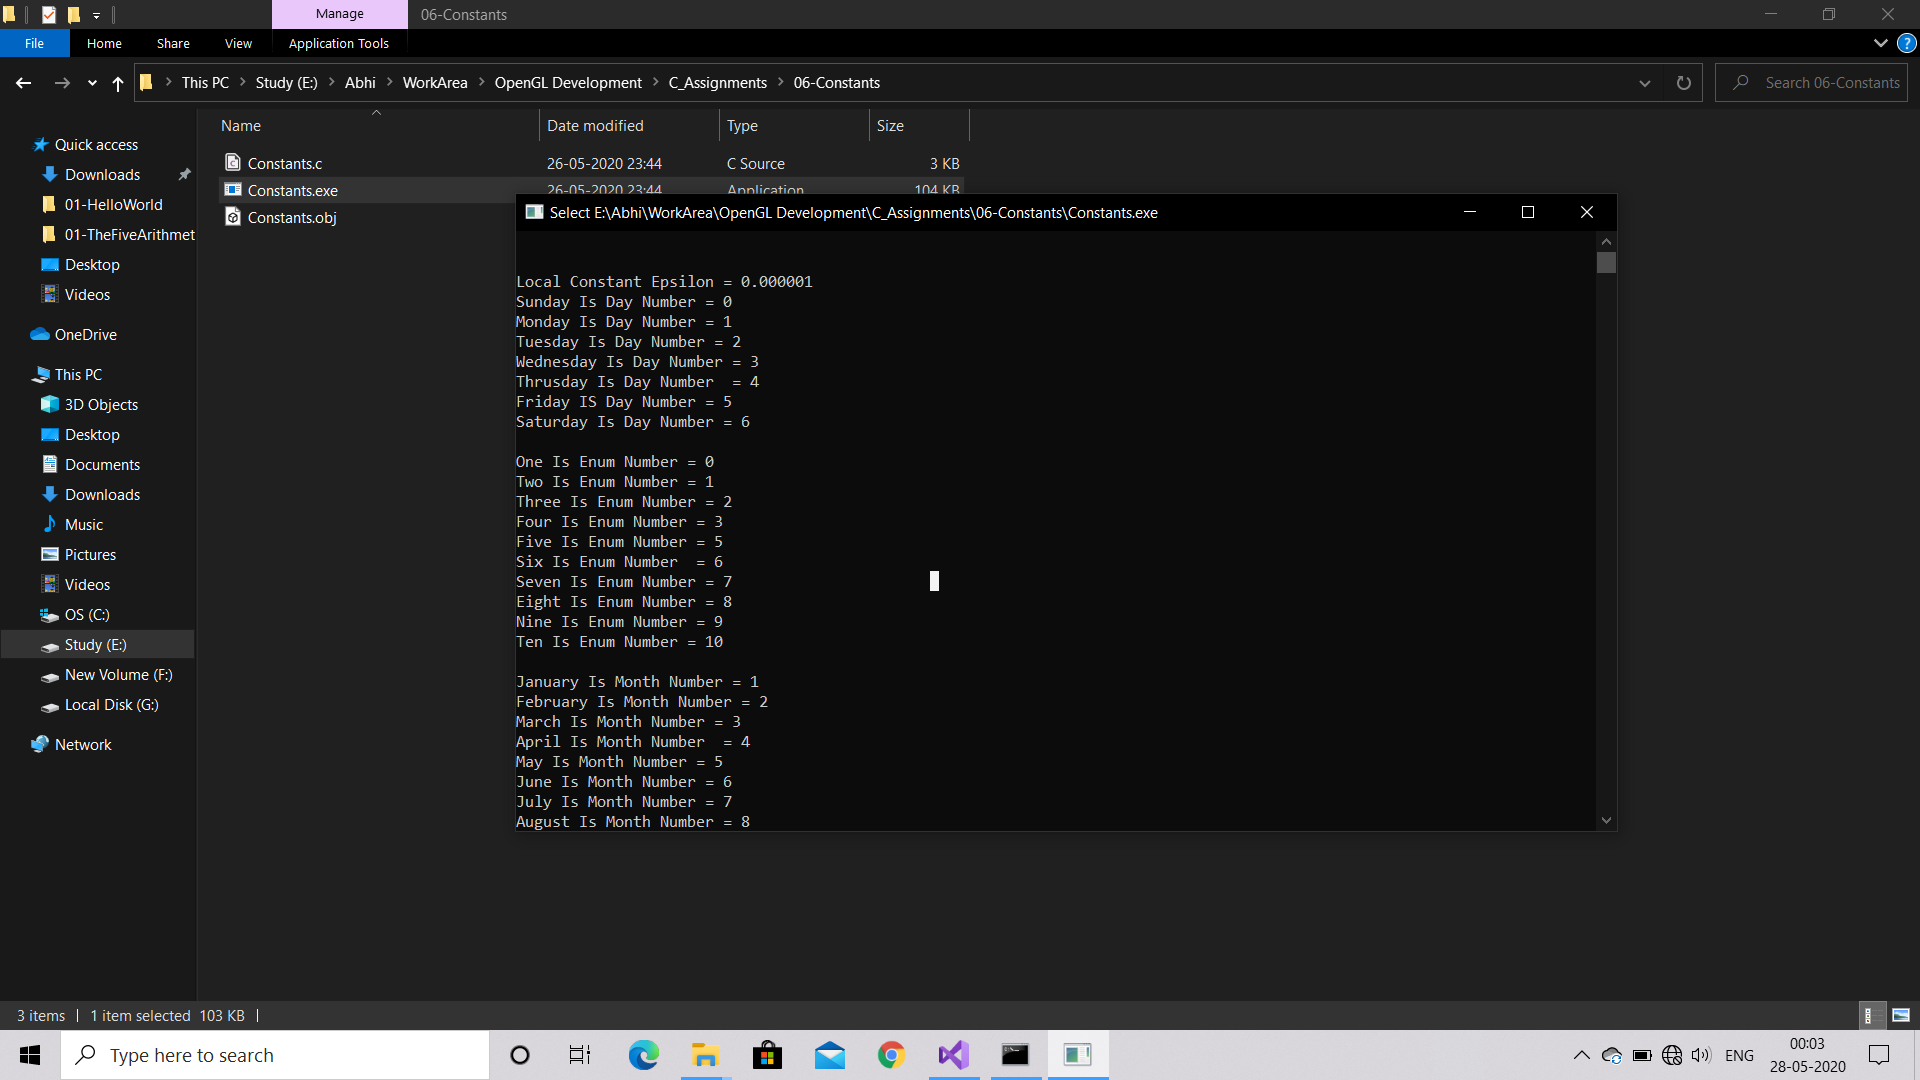 Manage
06-Constants
File
Home
Share
View
Application Tools
This PC
Study (E:)
Abhi
WorkArea
OpenGL Development
C_Assignments
06-Constants
Search 06-Constants
Name
Date modified
Type
Size
Constants.c
26-05-2020 23:44
C Source
3 KB
Constants.exe
26-05-2020 23:44
Application
104 KB
Constants.obj
Quick access
Downloads
01-HelloWorld
01-TheFiveArithmet
Desktop
Videos
OneDrive
This PC
3D Objects
Desktop
Documents
Downloads
Music
Pictures
Videos
OS (C:)
Study (E:)
New Volume (F:)
Local Disk (G:)
Network
Select E:\Abhi\WorkArea\OpenGL Development\C_Assignments\06-Constants\Constants.exe
Local Constant Epsilon = 0.000001
Sunday Is Day Number = 0
Monday Is Day Number = 1
Tuesday Is Day Number = 2
Wednesday Is Day Number = 3
Thrusday Is Day Number  = 4
Friday IS Day Number = 5
Saturday Is Day Number = 6
One Is Enum Number = 0
Two Is Enum Number = 1
Three Is Enum Number = 2
Four Is Enum Number = 3
Five Is Enum Number = 5
Six Is Enum Number  = 6
Seven Is Enum Number = 7
Eight Is Enum Number = 8
Nine Is Enum Number = 9
Ten Is Enum Number = 10
January Is Month Number = 1
February Is Month Number = 2
March Is Month Number = 3
April Is Month Number  = 4
May Is Month Number = 5
June Is Month Number = 6
July Is Month Number = 7
August Is Month Number = 8
3 items
1 item selected  103 KB
Type here to search
ENG
00:03
28-05-2020